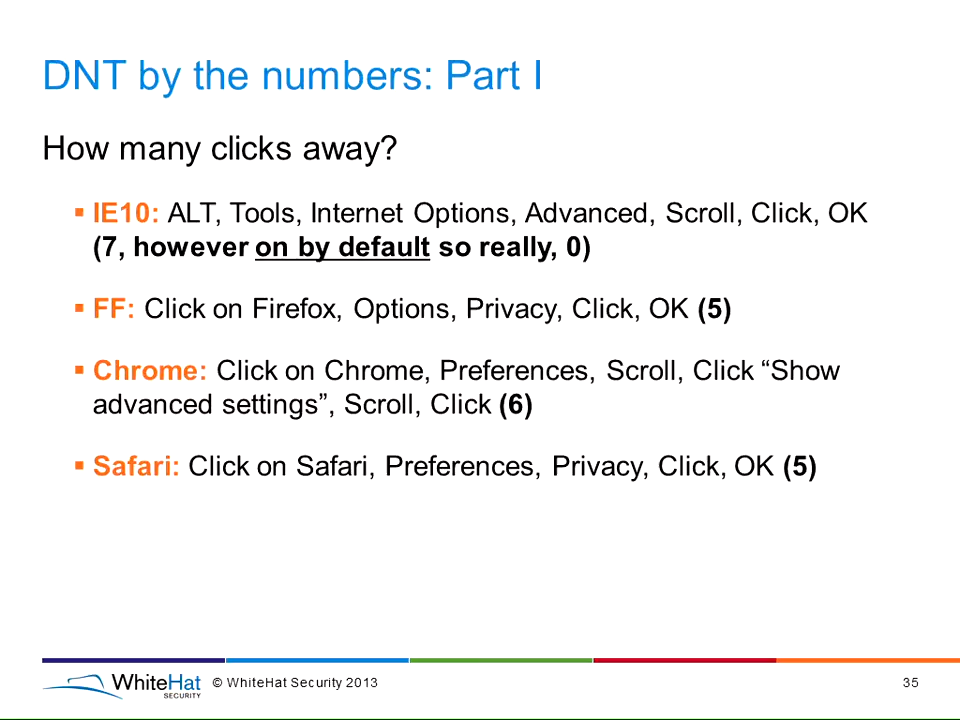 DNT by the numbers: Part I
How many clicks away?
▪ IE10: ALT, Tools, Internet Options, Advanced, Scroll, Click, OK
(7, however on by default so really, 0)
▪ FF: Click on Firefox, Options, Privacy, Click, OK (5)
▪ Chrome: Click on Chrome, Preferences, Scroll, Click “Show
advanced settings”, Scroll, Click (6)
▪ Safari: Click on Safari, Preferences, Privacy, Click, OK (5)
WhiteHat
SECURITY
© WhiteHat Security 2013
35